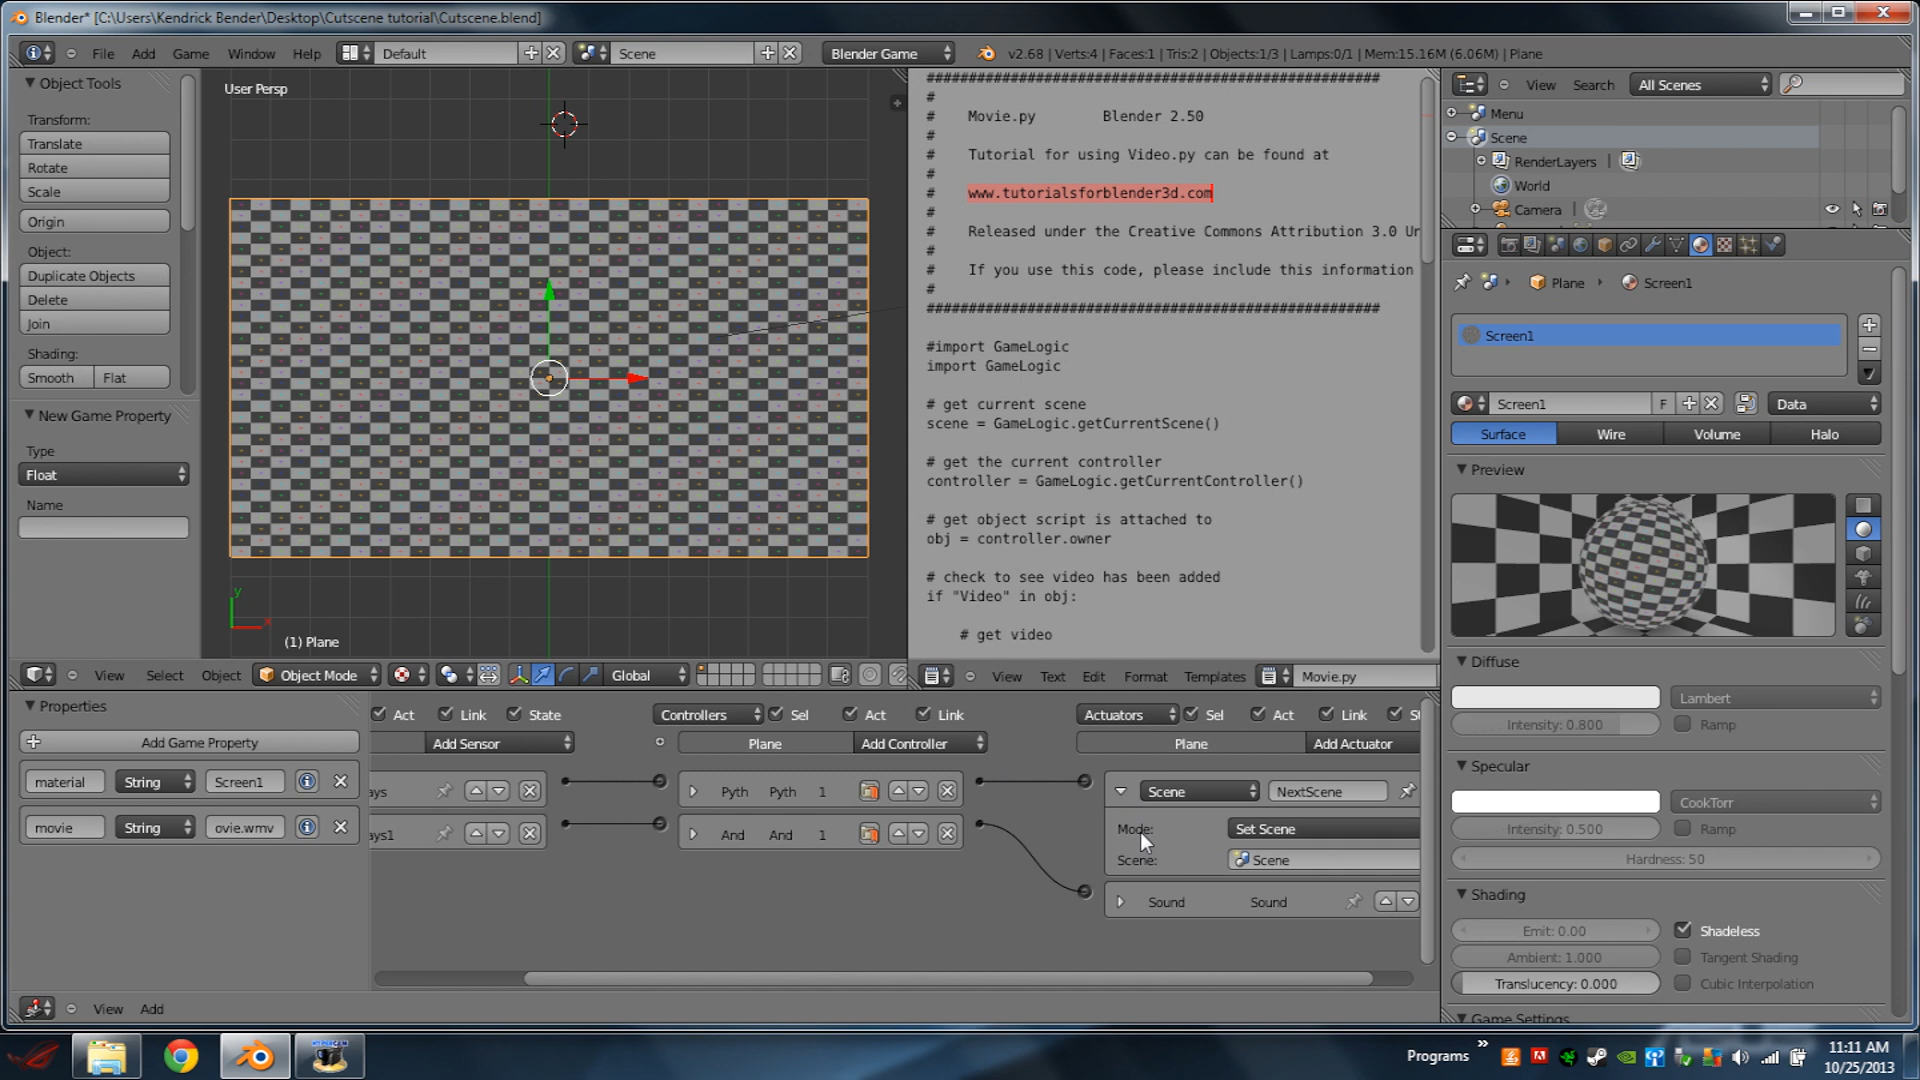 Blender* [C:\Users\Kendrick Bender\Desktop\Cutscene tutorial\Cutscene.blend]
File Add Game Window Help Default Scene Blender Game v2.68 | Verts:4 | Faces:1 | Tris:2 | Objects:1/3 | Lamps:0/1 | Mem:15.16M (6.06M) | Plane
Object Tools
Transform:
Translate
Rotate
Scale
Origin
Object:
Duplicate Objects
Delete
Join
Shading:
Smooth Flat
New Game Property
Type
Float
Name
User Persp
y
x
(1) Plane
View Select Object Object Mode Global
#####################################################
#
# Movie.py Blender 2.50
#
# Tutorial for using Video.py can be found at
#
# www.tutorialsforblender3d.com
#
# Released under the Creative Commons Attribution 3.0 Un
#
# If you use this code, please include this information
#
#####################################################
#import GameLogic
import GameLogic
# get current scene
scene = GameLogic.getCurrentScene()
# get the current controller
controller = GameLogic.getCurrentController()
# get object script is attached to
obj = controller.owner
# check to see video has been added
if "Video" in obj:
# get video
View Text Edit Format Templates Movie.py
View Search All Scenes
Menu
Scene
RenderLayers |
World
Camera |
Plane Screen1
Screen1
Screen1 F Data
Surface Wire Volume Halo
Preview
Diffuse
Lambert
Intensity: 0.800 Ramp
Specular
CookTorr
Intensity: 0.500 Ramp
Hardness: 50
Shading
Emit: 0.00 Shadeless
Ambient: 1.000 Tangent Shading
Translucency: 0.000 Cubic Interpolation
Game Settings
Properties
Add Game Property
material String Screen1
movie String ovie.wmv
Act Link State Controllers Sel Act Link Actuators Sel Act Link St
Add Sensor Plane Add Controller Plane Add Actuator
ays Pyth Pyth 1 Scene NextScene
ays1 And And 1 Mode: Set Scene
Scene: Scene
Sound Sound
View Add
HYPERCAM
Programs » 11:11 AM
10/25/2013